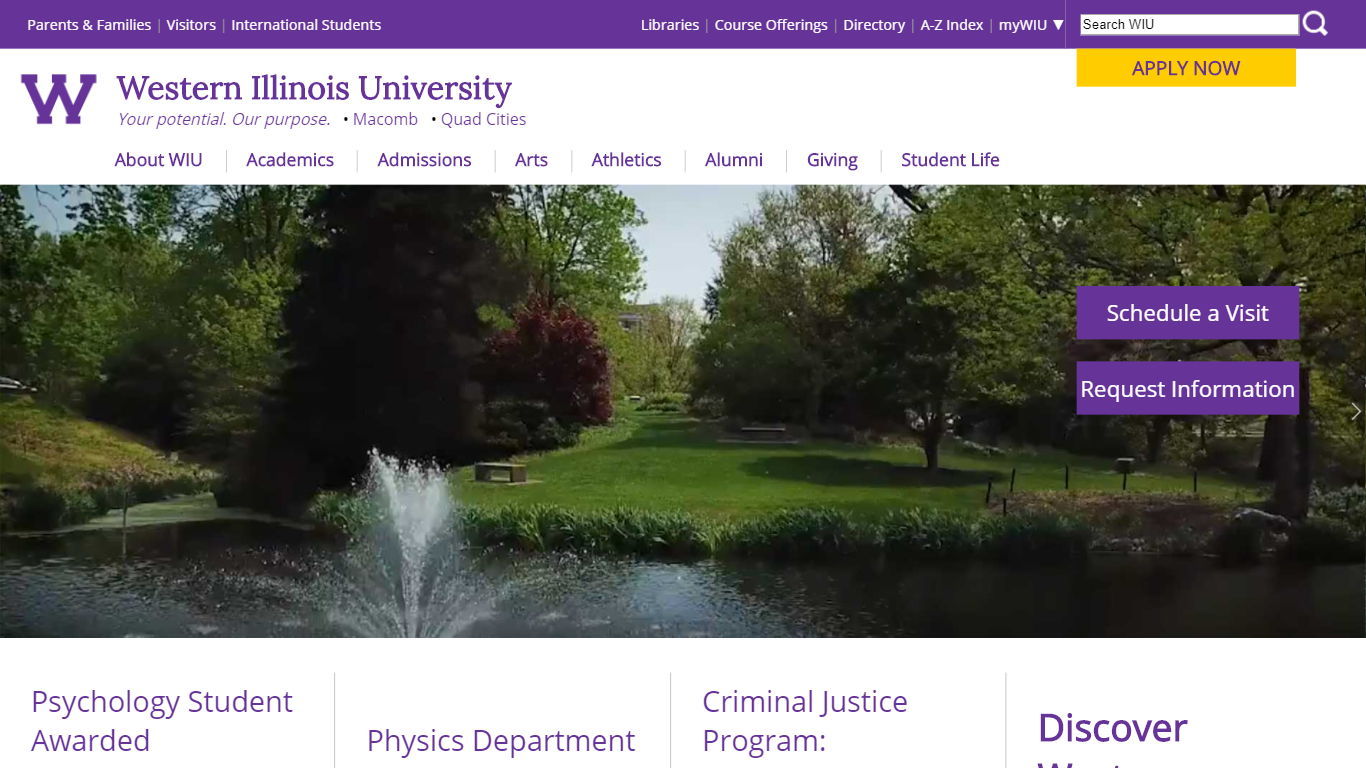 Parents & Families | Visitors | International Students
Libraries | Course Offerings | Directory | A-Z Index | myWIU ▼
Search WIU
APPLY NOW
W
Western Illinois University
Your potential. Our purpose. • Macomb • Quad Cities
About WIU
Academics
Admissions
Arts
Athletics
Alumni
Giving
Student Life
Schedule a Visit
Request Information
Psychology Student
Awarded
Physics Department
Criminal Justice
Program:
Discover